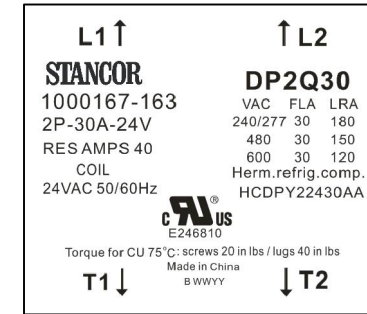 L1↑ ↑L2
STANCOR
1000167-163
2P-30A-24V
RES AMPS 40
COIL
24VAC 50/60Hz
DP2Q30
VAC FLA LRA
240/277 30 180
480 30 150
600 30 120
Herm.refrig.comp.
HCDPY22430AA
c RU ® US
E246810
Torque for CU 75°C: screws 20 in lbs / lugs 40 in lbs
Made in China
B WWYY
T1↓ ↓T2